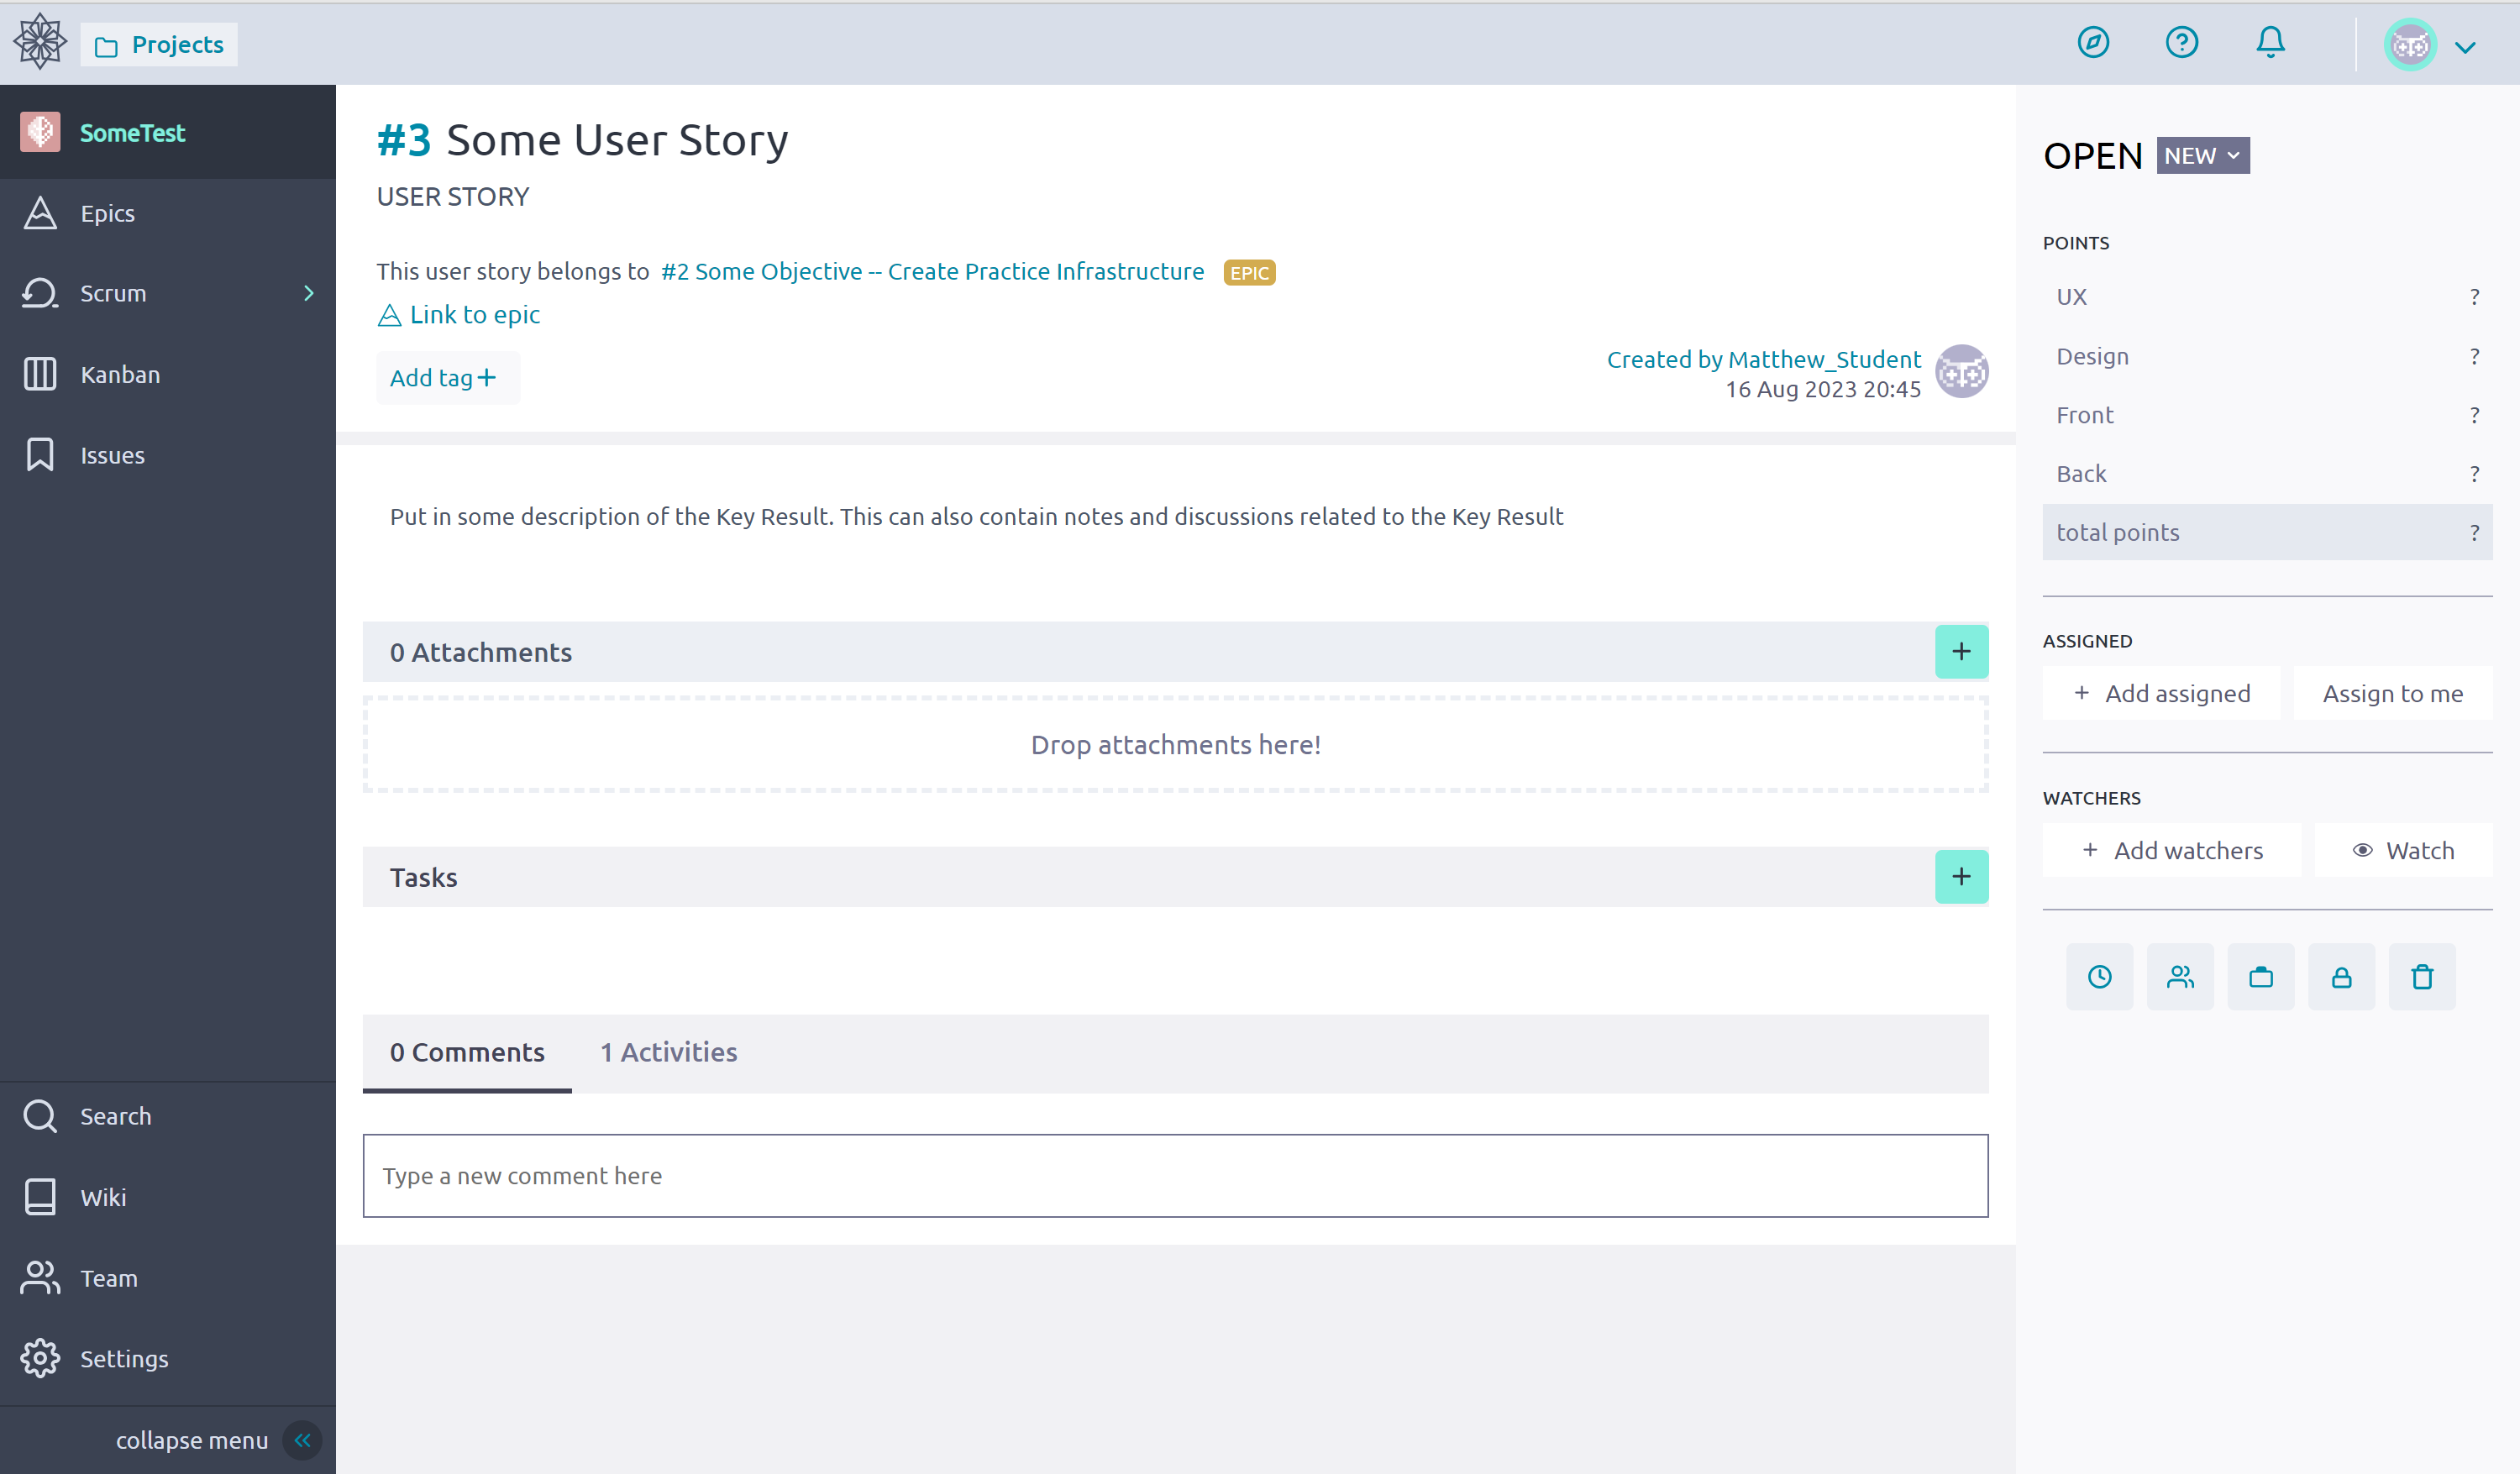 Projects
SomeTest
Epics
Scrum
Kanban
Issues
Search
Wiki
Team
Settings
collapse menu
#3 Some User Story
USER STORY
This user story belongs to #2 Some Objective -- Create Practice Infrastructure EPIC
Link to epic
Add tag+
Created by Matthew_Student
16 Aug 2023 20:45
Put in some description of the Key Result. This can also contain notes and discussions related to the Key Result
0 Attachments
+
Drop attachments here!
Tasks
+
0 Comments 1 Activities
Type a new comment here
OPEN NEW
POINTS
UX ?
Design ?
Front ?
Back ?
total points ?
ASSIGNED
+ Add assigned Assign to me
WATCHERS
+ Add watchers Watch